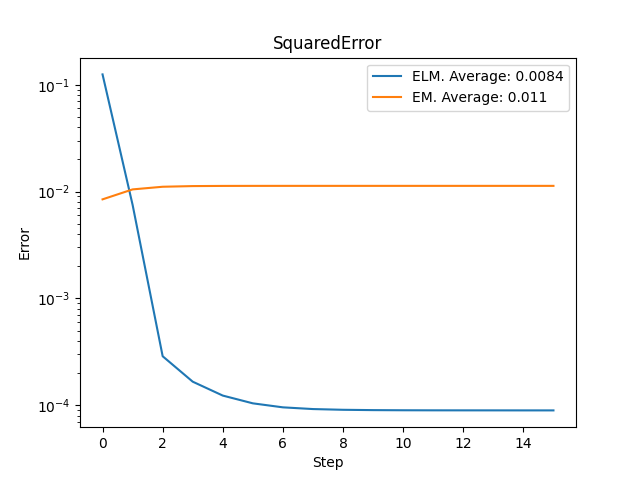 SquaredError
ELM. Average: 0.0084
EM. Average: 0.011
Error
10⁻¹
10⁻²
10⁻³
10⁻⁴
0 2 4 6 8 10 12 14
Step